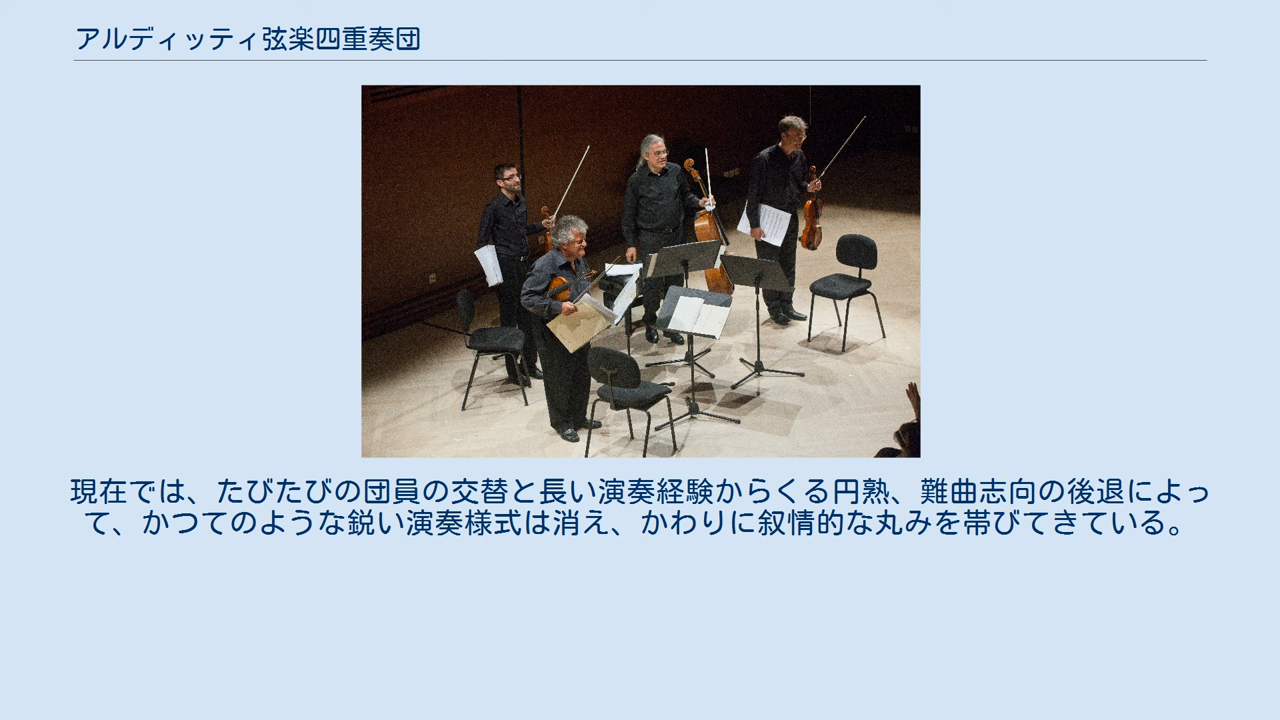 アルディッティ弦楽四重奏団
現在では、たびたびの団員の交替と長い演奏経験からくる円熟、難曲志向の後退によっ
て、かつてのような鋭い演奏様式は消え、かわりに叙情的な丸みを帯びてきている。